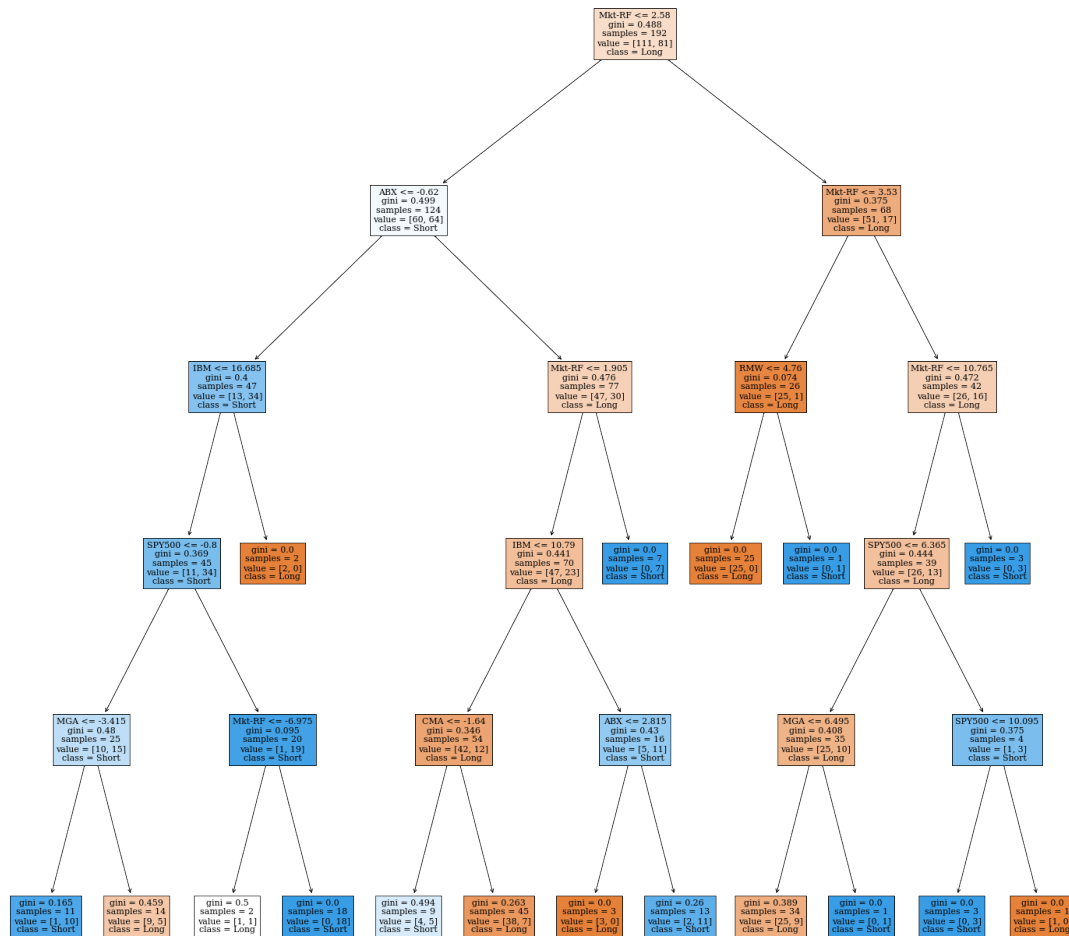 Mkt-RF <= 2.58
gini = 0.488
samples = 192
value = [111, 81]
class = Long
ABX <= -0.62
gini = 0.499
samples = 124
value = [60, 64]
class = Short
Mkt-RF <= 3.53
gini = 0.375
samples = 68
value = [51, 17]
class = Long
IBM <= 16.685
gini = 0.4
samples = 47
value = [13, 34]
class = Short
Mkt-RF <= 1.905
gini = 0.476
samples = 77
value = [47, 30]
class = Long
RMW <= 4.76
gini = 0.074
samples = 26
value = [25, 1]
class = Long
Mkt-RF <= 10.765
gini = 0.472
samples = 42
value = [26, 16]
class = Long
SPY500 <= -0.8
gini = 0.369
samples = 45
value = [11, 34]
class = Short
gini = 0.0
samples = 2
value = [2, 0]
class = Long
IBM <= 10.79
gini = 0.441
samples = 70
value = [47, 23]
class = Long
gini = 0.0
samples = 7
value = [0, 7]
class = Short
gini = 0.0
samples = 25
value = [25, 0]
class = Long
gini = 0.0
samples = 1
value = [0, 1]
class = Short
SPY500 <= 6.365
gini = 0.444
samples = 39
value = [26, 13]
class = Long
gini = 0.0
samples = 3
value = [0, 3]
class = Short
MGA <= -3.415
gini = 0.48
samples = 25
value = [10, 15]
class = Short
Mkt-RF <= -6.975
gini = 0.095
samples = 20
value = [1, 19]
class = Short
CMA <= -1.64
gini = 0.346
samples = 54
value = [42, 12]
class = Long
ABX <= 2.815
gini = 0.43
samples = 16
value = [5, 11]
class = Short
MGA <= 6.495
gini = 0.408
samples = 35
value = [25, 10]
class = Long
SPY500 <= 10.095
gini = 0.375
samples = 4
value = [1, 3]
class = Short
gini = 0.165
samples = 11
value = [1, 10]
class = Short
gini = 0.459
samples = 14
value = [9, 5]
class = Long
gini = 0.5
samples = 2
value = [1, 1]
class = Long
gini = 0.0
samples = 18
value = [0, 18]
class = Short
gini = 0.494
samples = 9
value = [4, 5]
class = Short
gini = 0.263
samples = 45
value = [38, 7]
class = Long
gini = 0.0
samples = 3
value = [3, 0]
class = Long
gini = 0.26
samples = 13
value = [2, 11]
class = Short
gini = 0.389
samples = 34
value = [25, 9]
class = Long
gini = 0.0
samples = 1
value = [0, 1]
class = Short
gini = 0.0
samples = 3
value = [0, 3]
class = Short
gini = 0.0
samples = 1
value = [1, 0]
class = Long